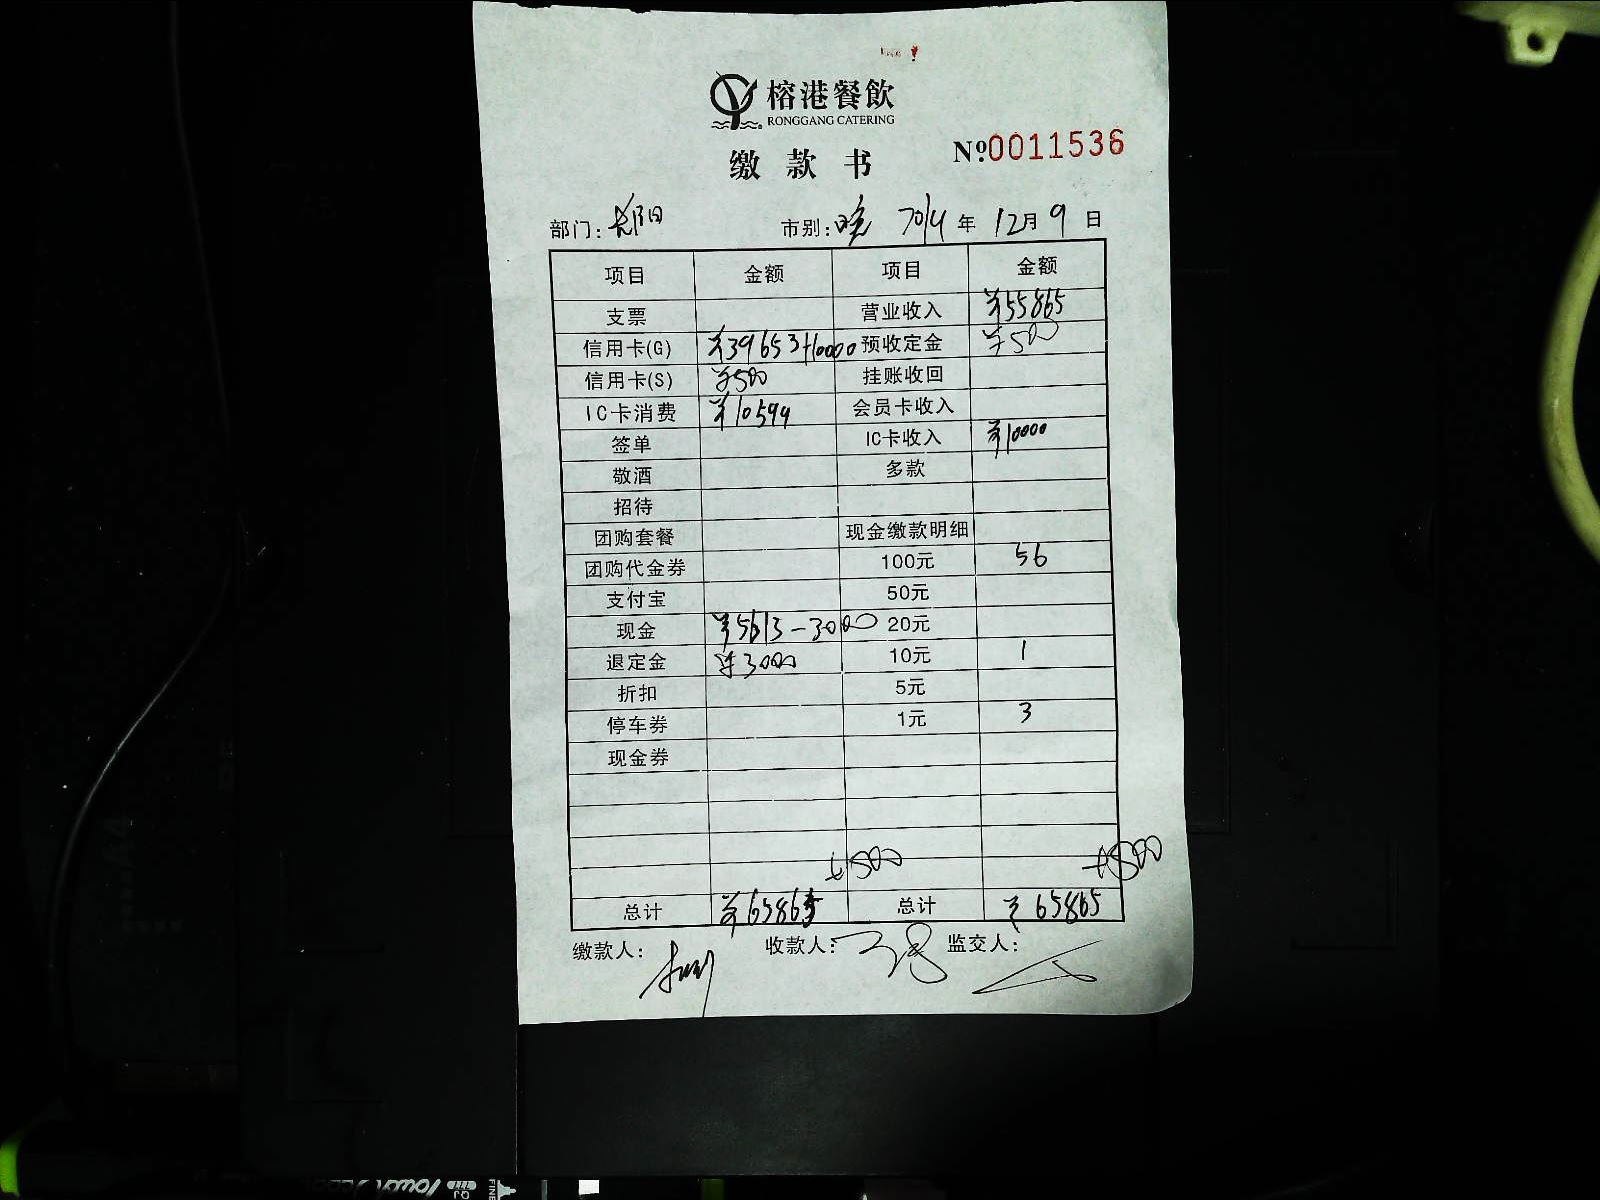 榕港餐飲
RONGGANG CATERING
缴款书 №0011536
部门: 朝阳 市别: 晚 2014年12月9日
项目 金额 项目 金额
支票 营业收入 ¥55865
信用卡(G) ¥39653+10000 预收定金 ¥500
信用卡(S) ¥500 挂账收回
IC卡消费 ¥10599 会员卡收入
签单 IC卡收入 ¥10000
敬酒 多款
招待
团购套餐 现金缴款明细
团购代金券 100元 56
支付宝 50元
现金 ¥5613-3000 20元
退定金 ¥3000 10元 1
折扣 5元
停车券 1元 3
现金券
+500 +500
总计 ¥65865 总计 ¥65865
缴款人: 收款人: 监交人: